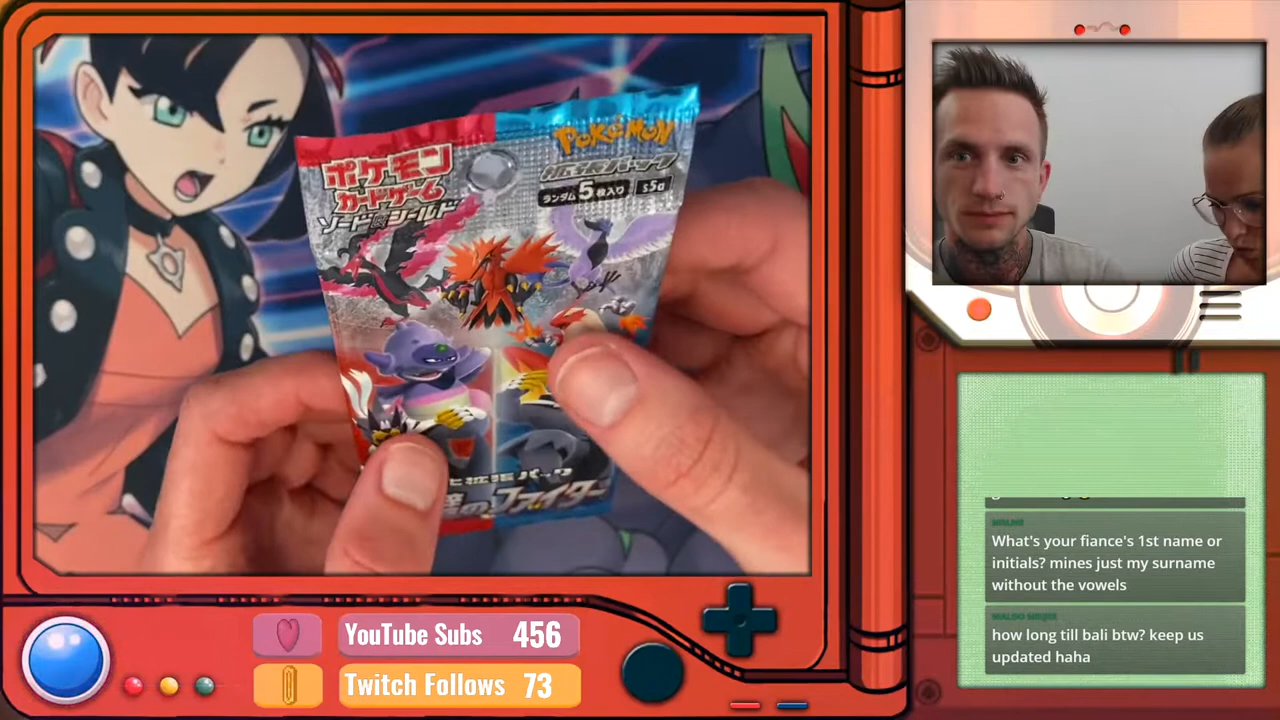 ポケモン
カードゲーム
ソード&シールド
POKéMON
拡張パック
ランダム5枚入り s5a
のファイター
YouTube Subs 456
Twitch Follows 73
What's your fiance's 1st name or
initials? mines just my surname
without the vowels
how long till bali btw? keep us
updated haha